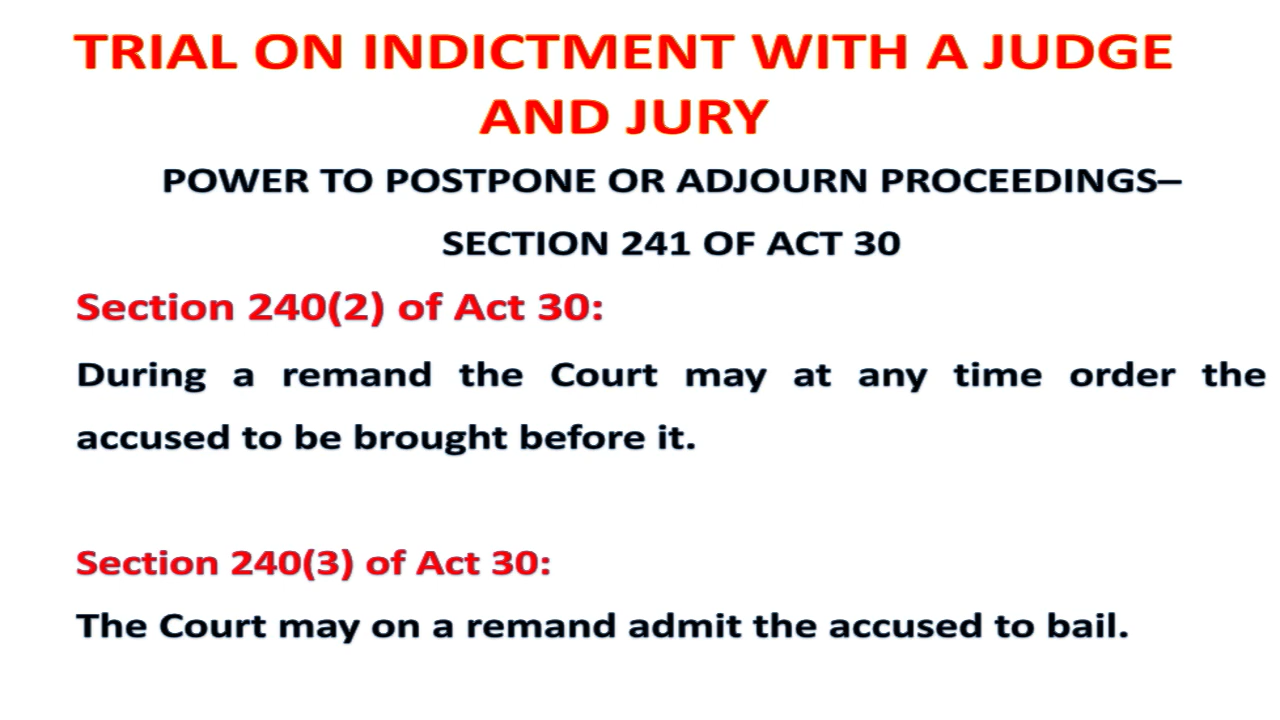 TRIAL ON INDICTMENT WITH A JUDGE
AND JURY
POWER TO POSTPONE OR ADJOURN PROCEEDINGS–
SECTION 241 OF ACT 30
Section 240(2) of Act 30:
During a remand the Court may at any time order the
accused to be brought before it.
Section 240(3) of Act 30:
The Court may on a remand admit the accused to bail.